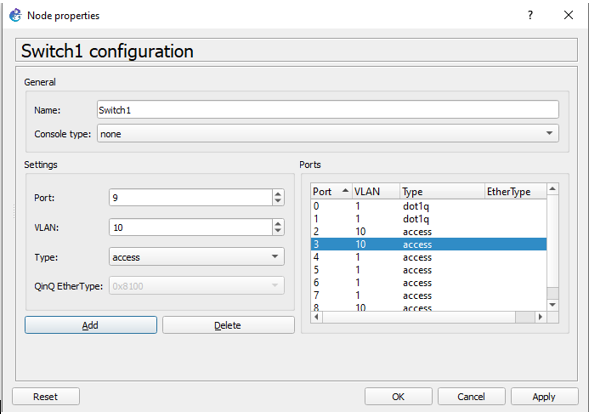 Node properties
?
Switch1 configuration
General
Name: Switch1
Console type: none
Settings
Port: 9
VLAN: 10
Type: access
QinQ EtherType: 0x8100
Add Delete
Ports
Port VLAN Type EtherType
0 1 dot1q
1 1 dot1q
2 10 access
3 10 access
4 1 access
5 1 access
6 1 access
7 1 access
8 10 access
Reset OK Cancel Apply